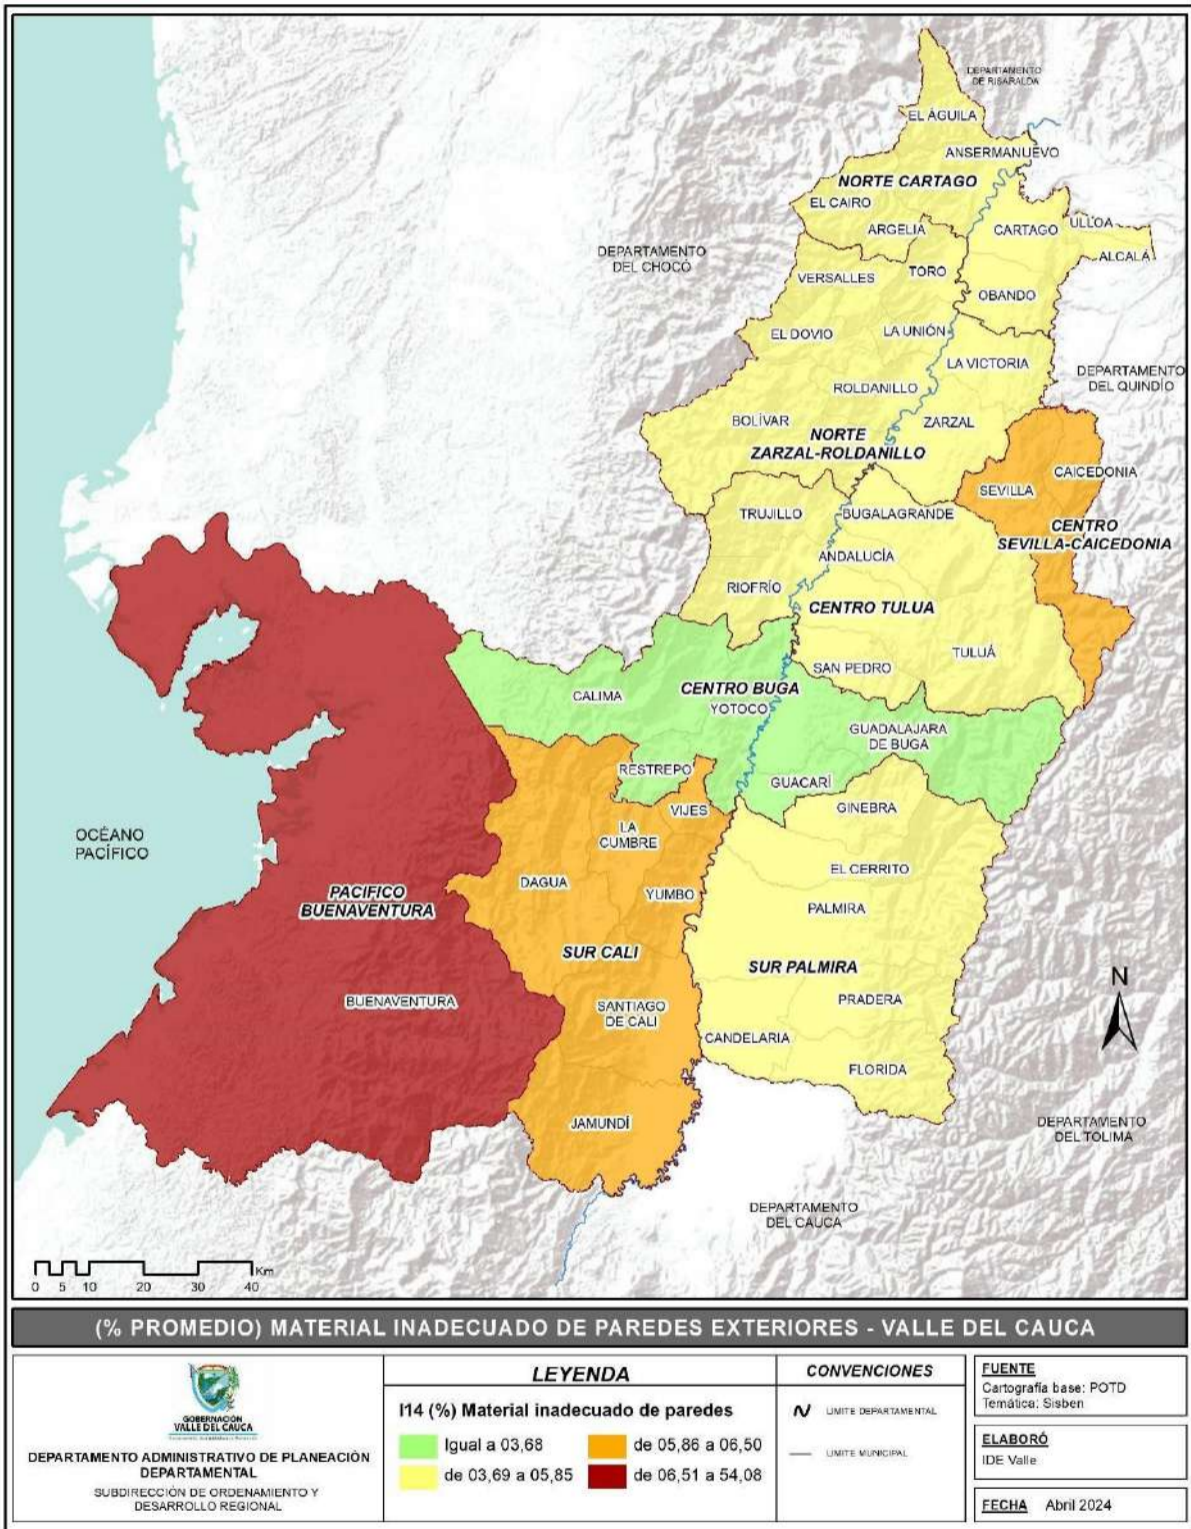 DEPARTAMENTO
DE RISARALDA
EL ÁGUILA
ANSERMANUEVO
NORTE CARTAGO
EL CAIRO
ARGELIA
CARTAGO
ULLOA
ALCALÁ
DEPARTAMENTO
DEL CHOCÓ
VERSALLES
TORO
OBANDO
EL DOVIO
LA UNIÓN
LA VICTORIA
DEPARTAMENTO
DEL QUINDÍO
ROLDANILLO
BOLÍVAR
ZARZAL
NORTE
ZARZAL-ROLDANILLO
CAICEDONIA
SEVILLA
CENTRO
SEVILLA-CAICEDONIA
TRUJILLO
BUGALAGRANDE
ANDALUCÍA
RIOFRÍO
CENTRO TULUA
TULUÁ
SAN PEDRO
CALIMA
CENTRO BUGA
YOTOCO
GUADALAJARA
DE BUGA
RESTREPO
GUACARÍ
VIJES
GINEBRA
LA
CUMBRE
OCÉANO
PACÍFICO
DAGUA
YUMBO
EL CERRITO
PALMIRA
PACIFICO
BUENAVENTURA
SUR CALI
SUR PALMIRA
BUENAVENTURA
SANTIAGO
DE CALI
PRADERA
N
CANDELARIA
FLORIDA
JAMUNDÍ
DEPARTAMENTO
DEL TOLIMA
DEPARTAMENTO
DEL CAUCA
Km
0 5 10 20 30 40
(% PROMEDIO) MATERIAL INADECUADO DE PAREDES EXTERIORES - VALLE DEL CAUCA
GOBERNACIÓN
VALLE DEL CAUCA
DEPARTAMENTO ADMINISTRATIVO DE PLANEACIÓN
DEPARTAMENTAL
SUBDIRECCIÓN DE ORDENAMIENTO Y
DESARROLLO REGIONAL
LEYENDA
I14 (%) Material inadecuado de paredes
Igual a 03,68
de 03,69 a 05,85
de 05,86 a 06,50
de 06,51 a 54,08
CONVENCIONES
LIMITE DEPARTAMENTAL
LIMITE MUNICIPAL
FUENTE
Cartografía base: POTD
Temática: Sisben
ELABORÓ
IDE Valle
FECHA Abril 2024